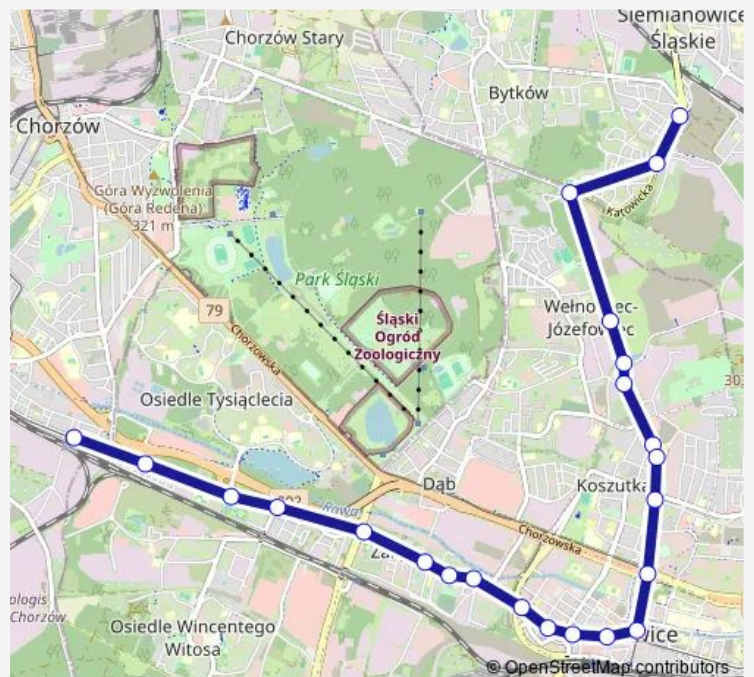 Siemianowice
Śląskie
Chorzów Stary
Bytków
Chorzów
Góra Wyzwolenia
(Góra Redena)
321 m
Katowicka
Park Śląski
79
Śląski
Ogród
Zoologiczny
Chorzowska
Osiedle Tysiąclecia
Dąb
Koszutka
Rawa
Chorzowska
Chorzów
Osiedle Wincentego
Witosa
© OpenStreetMap contributors